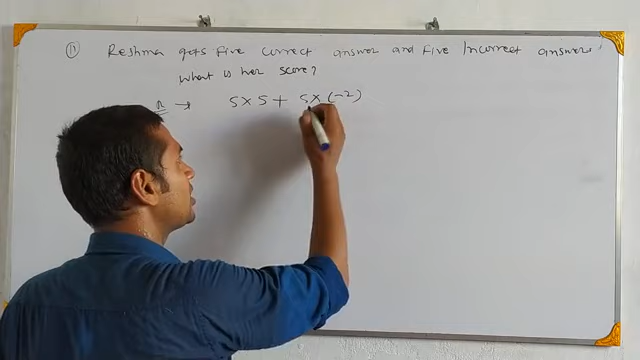 ① Reshma gets five correct answer and five Incorrect answer.
What is her score?
→ 5×5+ 5×(-2)